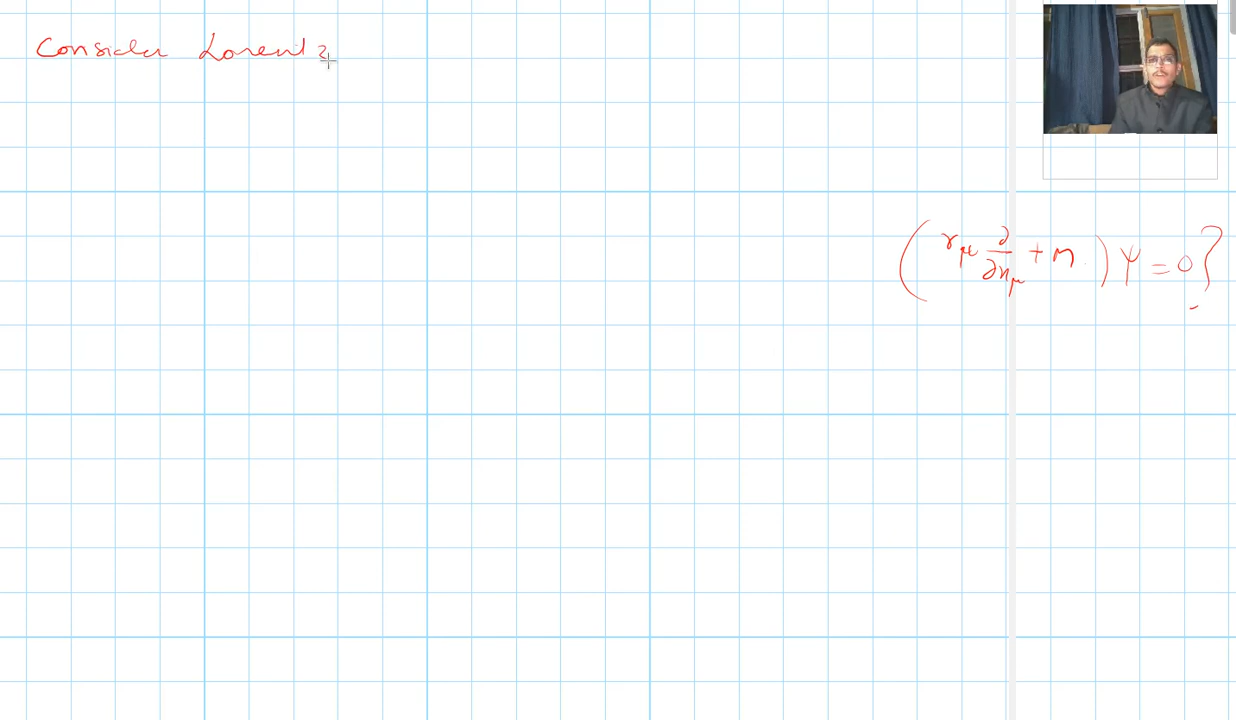 Consider Lorentz
(γμ ∂/∂xμ + m) ψ = 0}